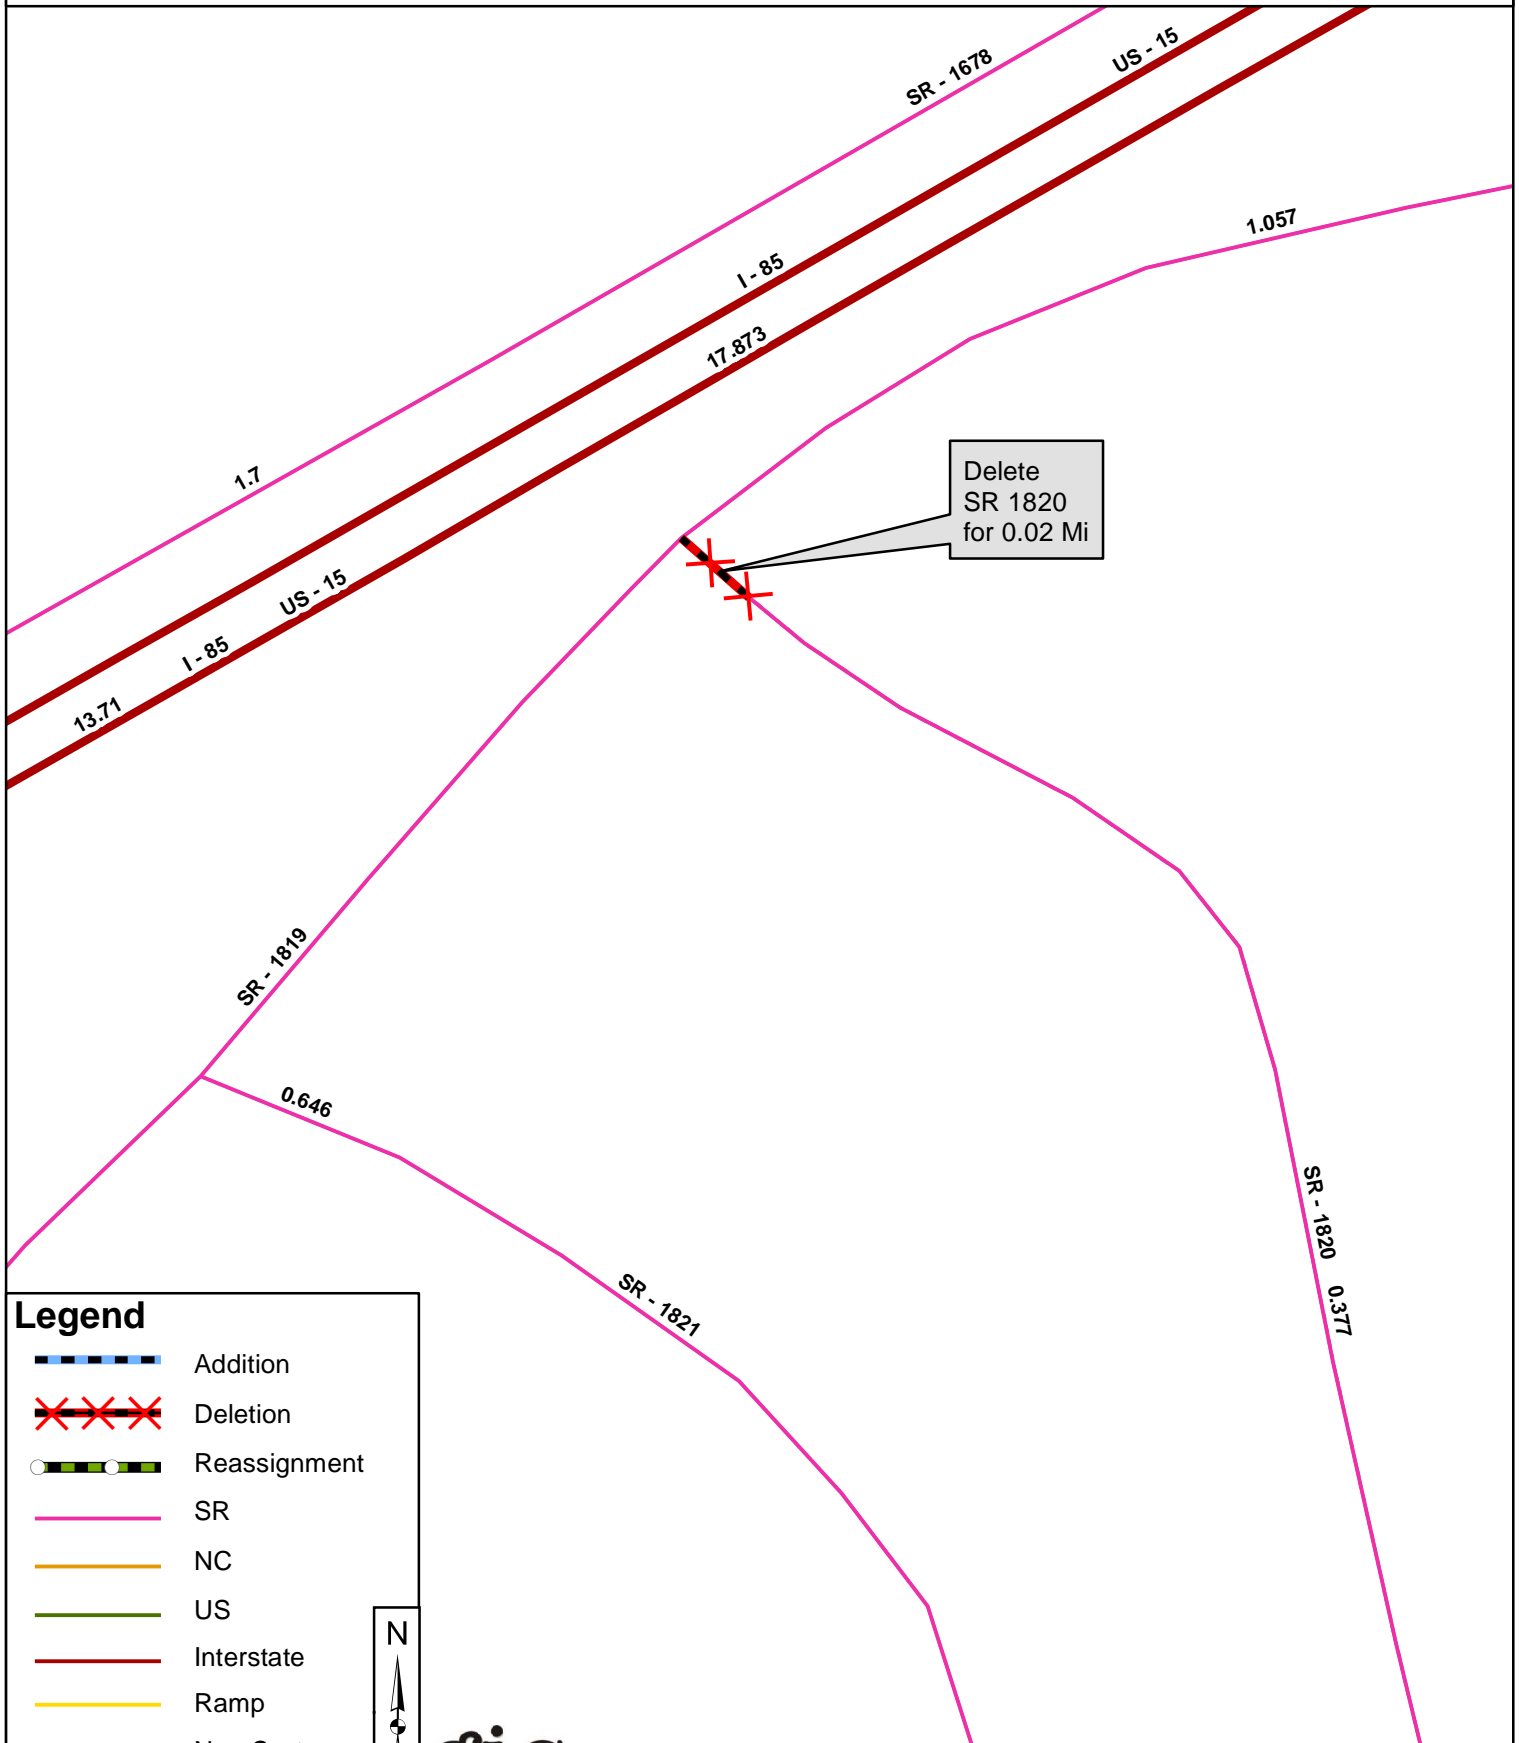 SR - 1678
US - 15
1.057
I - 85
17.873
1.7
Delete
SR 1820
for 0.02 Mi
US - 15
I - 85
13.71
SR - 1819
0.646
SR - 1821
SR - 1820 0.377
Legend
Addition
Deletion
Reassignment
SR
NC
US
Interstate
Ramp
N